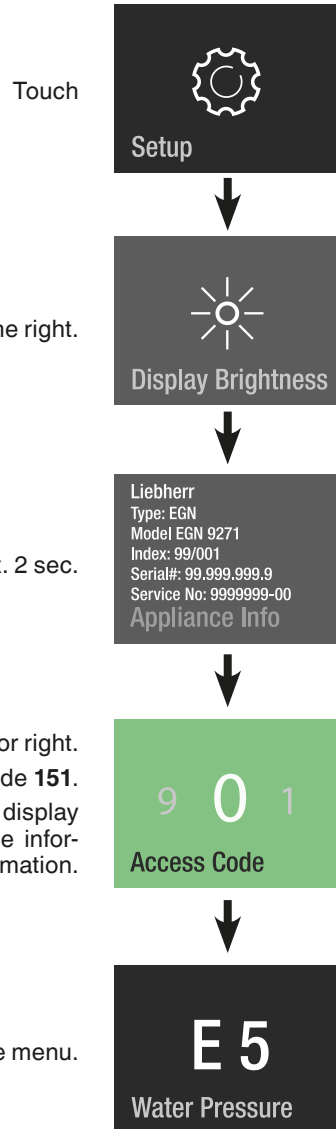 Touch
Setup
right.
Display Brightness
Liebherr
Type: EGN
Model EGN 9271
Index: 99/001
Serial#: 99.999.999.9
Service No: 9999999-00
. 2 sec.
Appliance Info
or right.
de 151.
display
e infor-
mation.
9 0 1
Access Code
E 5
e menu.
Water Pressure